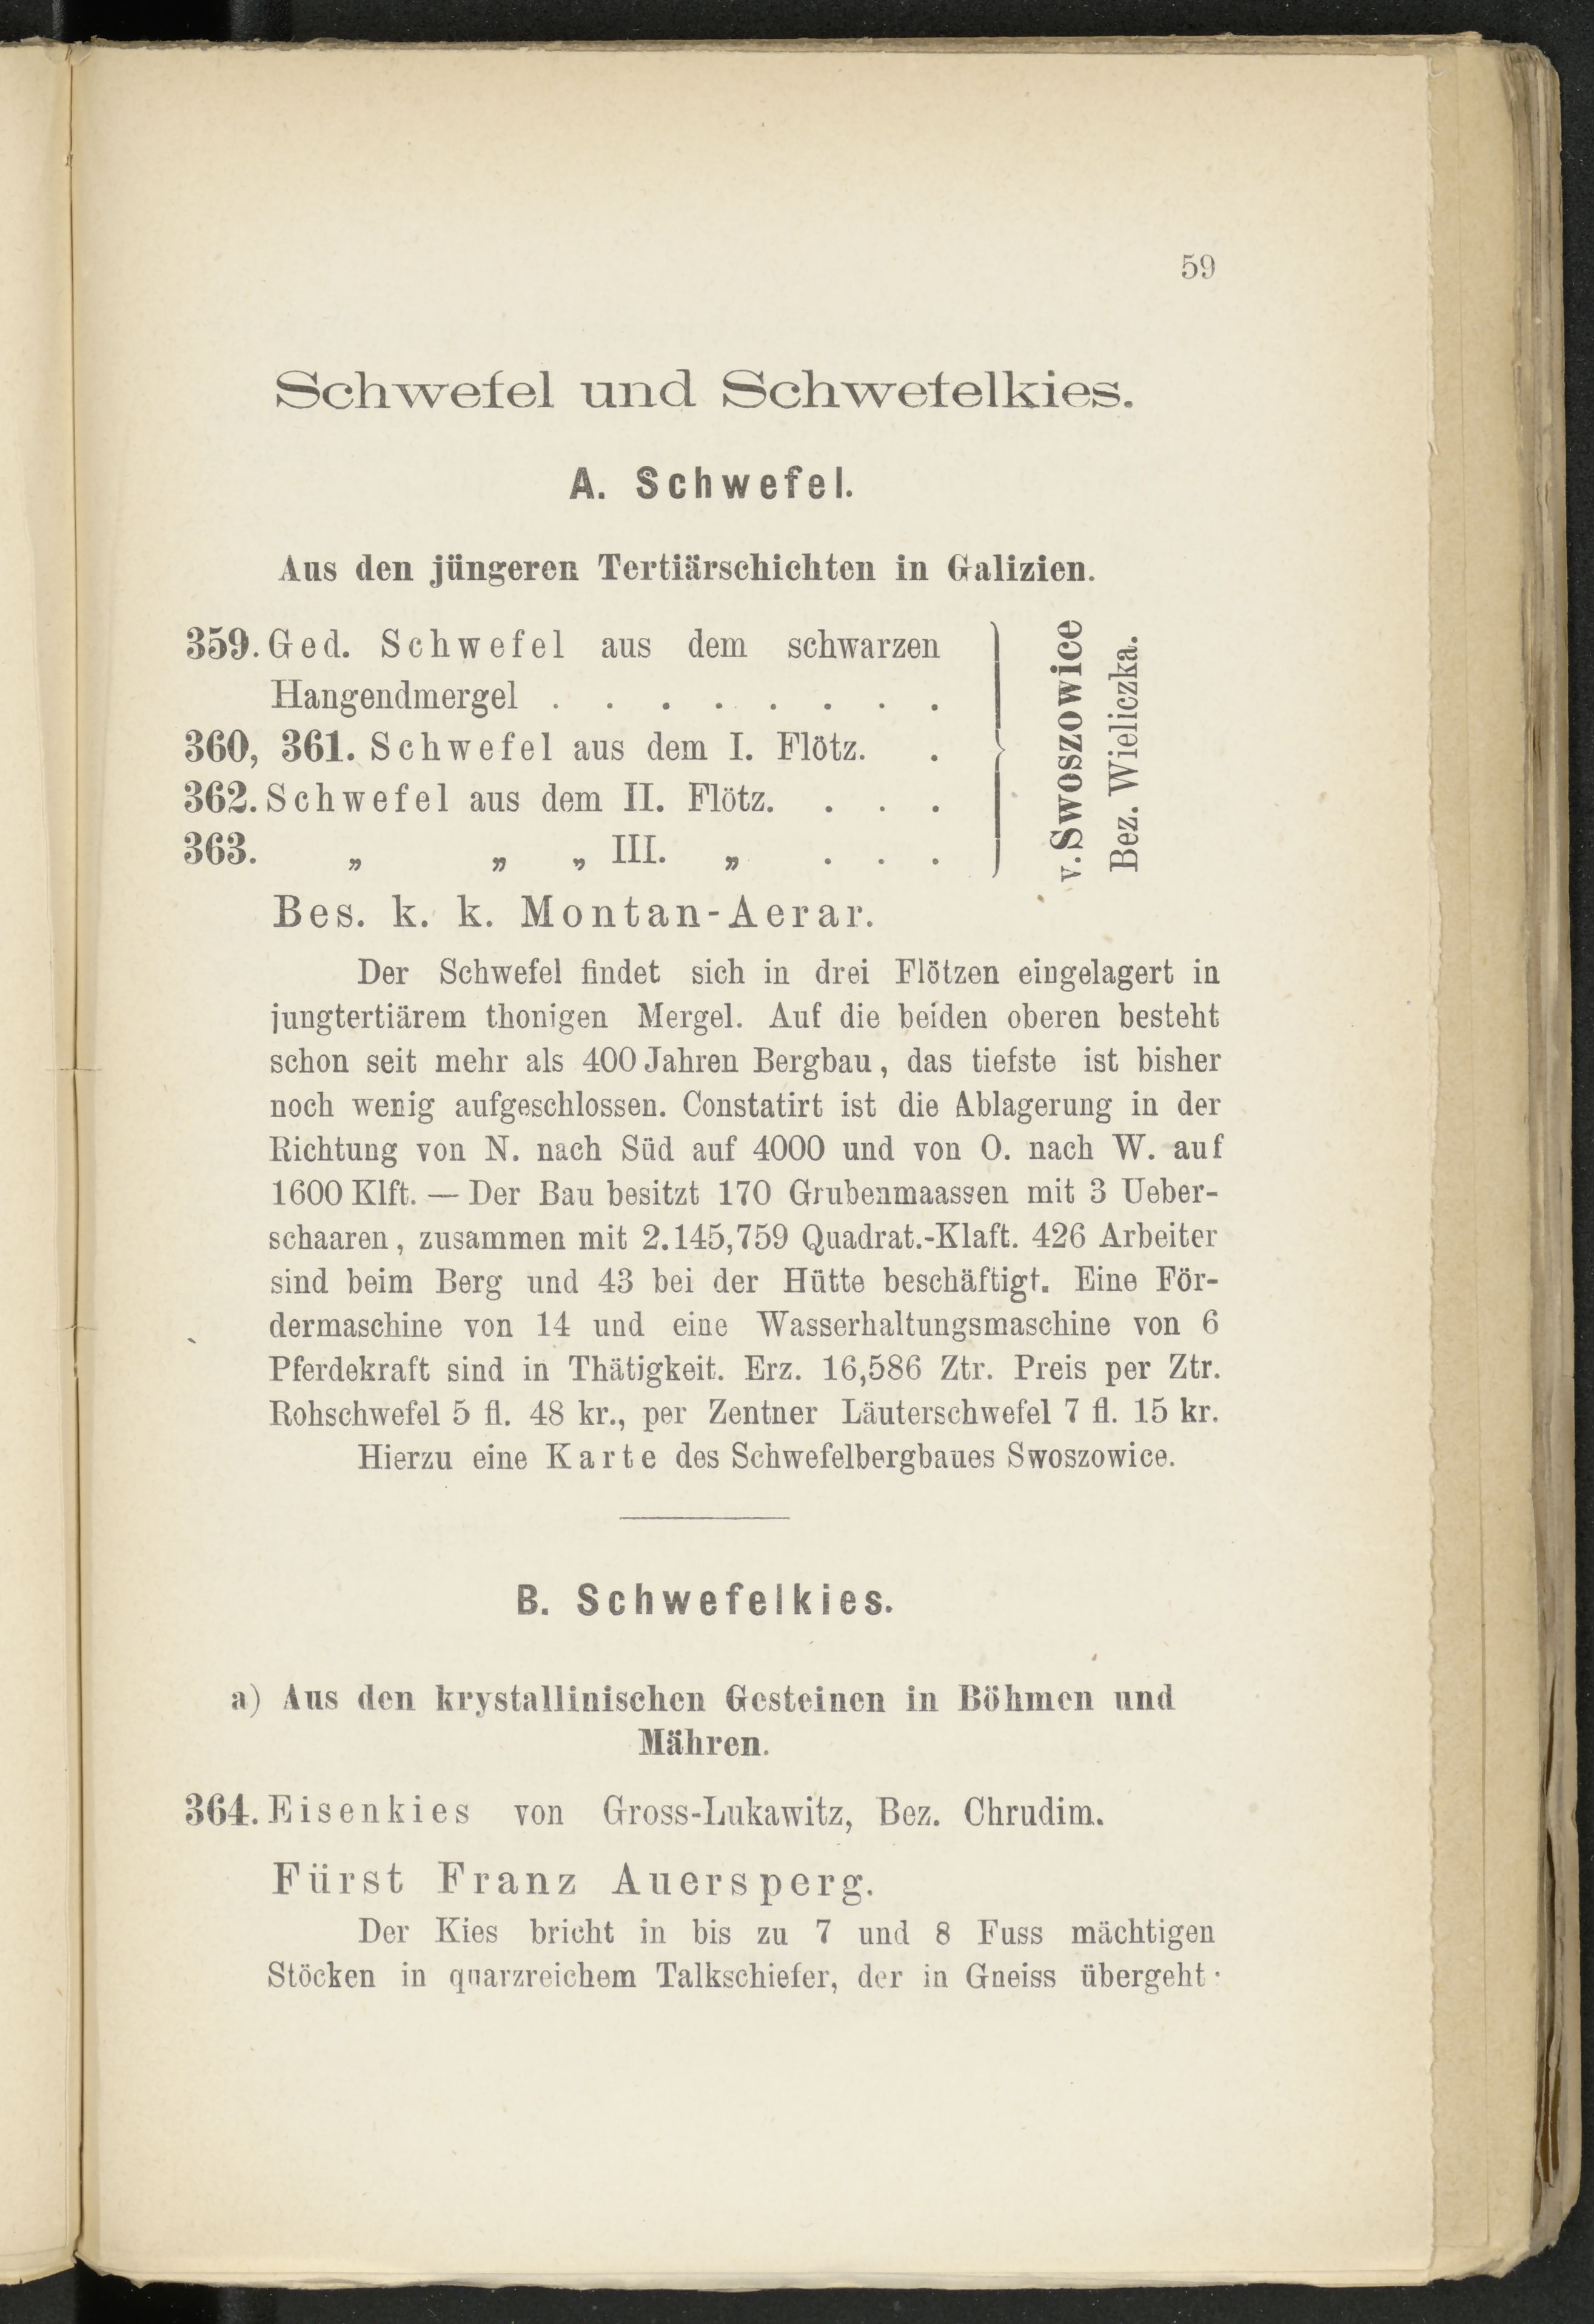 59
Schwefel und Schwefelkies.
A. Schwefel.
Aus den jüngeren Tertiärschichten in Galizien.
359. Ged. Schwefel aus dem schwarzen
Hangendmergel . . . . . . . .
360, 361. Schwefel aus dem I. Flötz. .
362. Schwefel aus dem II. Flötz. . . .
363. „ „ „ III. „ . . .
v. Swoszowice
Bez. Wieliczka.
Bes. k. k. Montan-Aerar.
Der Schwefel findet sich in drei Flötzen eingelagert in
jungtertiärem thonigen Mergel. Auf die beiden oberen besteht
schon seit mehr als 400 Jahren Bergbau, das tiefste ist bisher
noch wenig aufgeschlossen. Constatirt ist die Ablagerung in der
Richtung von N. nach Süd auf 4000 und von O. nach W. auf
1600 Klft. — Der Bau besitzt 170 Grubenmaassen mit 3 Ueber-
schaaren, zusammen mit 2.145,759 Quadrat.-Klaft. 426 Arbeiter
sind beim Berg und 43 bei der Hütte beschäftigt. Eine För-
dermaschine von 14 und eine Wasserhaltungsmaschine von 6
Pferdekraft sind in Thätigkeit. Erz. 16,586 Ztr. Preis per Ztr.
Rohschwefel 5 fl. 48 kr., per Zentner Läuterschwefel 7 fl. 15 kr.
Hierzu eine Karte des Schwefelbergbaues Swoszowice.
B. Schwefelkies.
a) Aus den krystallinischen Gesteinen in Böhmen und
Mähren.
364. Eisenkies von Gross-Lukawitz, Bez. Chrudim.
Fürst Franz Auersperg.
Der Kies bricht in bis zu 7 und 8 Fuss mächtigen
Stöcken in quarzreichem Talkschiefer, der in Gneiss übergeht·